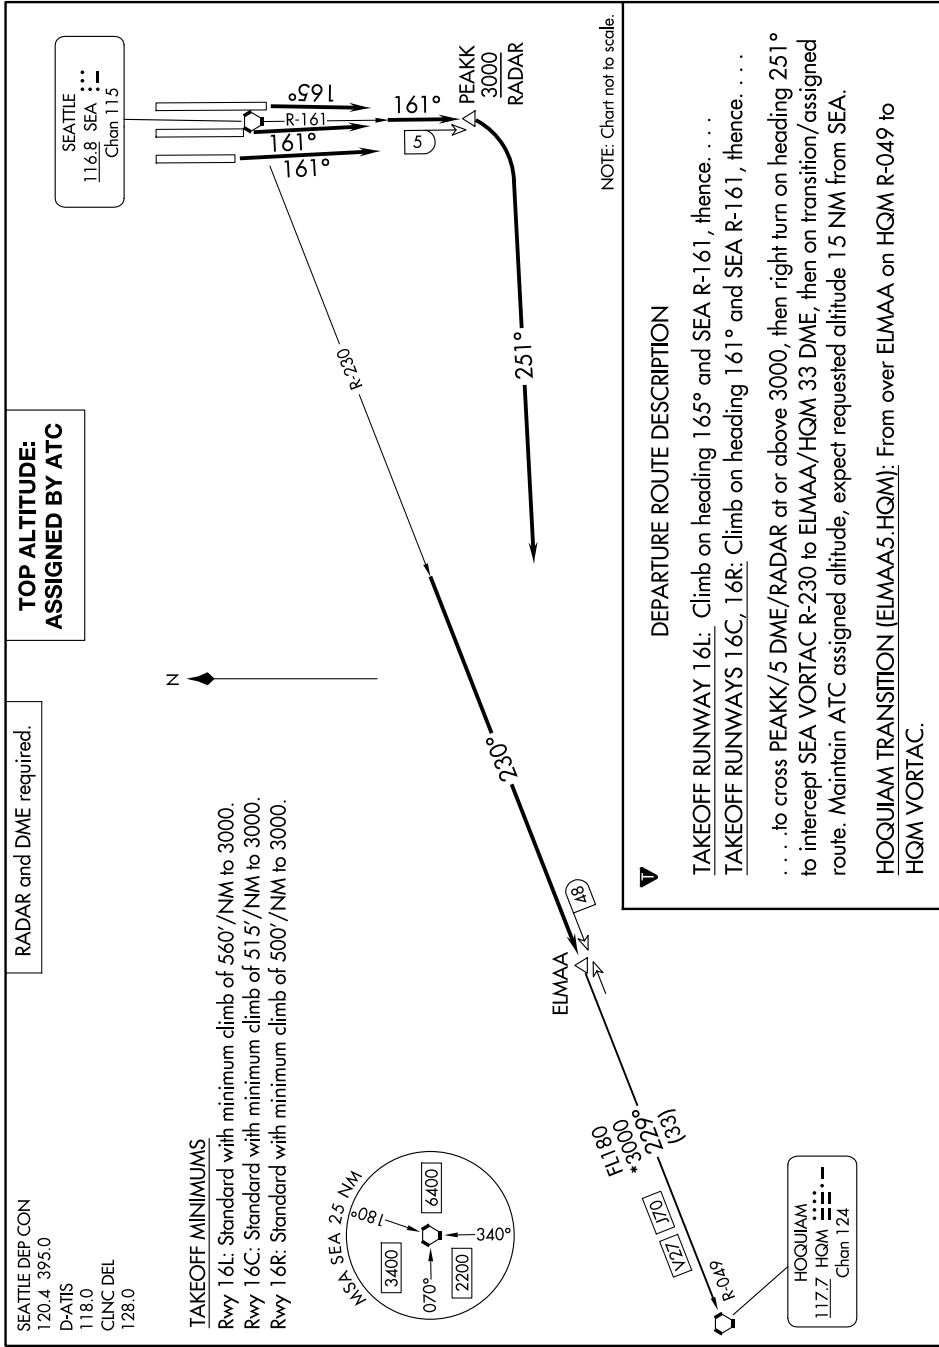 SEATTLE DEP CON
120.4 395.0
D-ATIS
118.0
CLNC DEL
128.0
RADAR and DME required.
TOP ALTITUDE:
ASSIGNED BY ATC
SEATTLE
116.8 SEA
Chan 115
TAKEOFF MINIMUMS
Rwy 16L: Standard with minimum climb of 560'/NM to 3000.
Rwy 16C: Standard with minimum climb of 515'/NM to 3000.
Rwy 16R: Standard with minimum climb of 500'/NM to 3000.
N
165°
R-161
161°
161°
161°
5
PEAKK
3000
RADAR
R-230
251°
230°
MSA SEA 25 NM
180°
3400
6400
070°
340°
2200
ELMAA
48
FL180
*3000
229°
(33)
V27
J70
R-049
HOQUIAM
117.7 HQM
Chan 124
NOTE: Chart not to scale.
T
DEPARTURE ROUTE DESCRIPTION
TAKEOFF RUNWAY 16L: Climb on heading 165° and SEA R-161, thence. . . .
TAKEOFF RUNWAYS 16C, 16R: Climb on heading 161° and SEA R-161, thence. . . .
. . . .to cross PEAKK/5 DME/RADAR at or above 3000, then right turn on heading 251°
to intercept SEA VORTAC R-230 to ELMAA/HQM 33 DME, then on transition/assigned
route. Maintain ATC assigned altitude, expect requested altitude 15 NM from SEA.
HOQUIAM TRANSITION (ELMAA5.HQM): From over ELMAA on HQM R-049 to
HQM VORTAC.